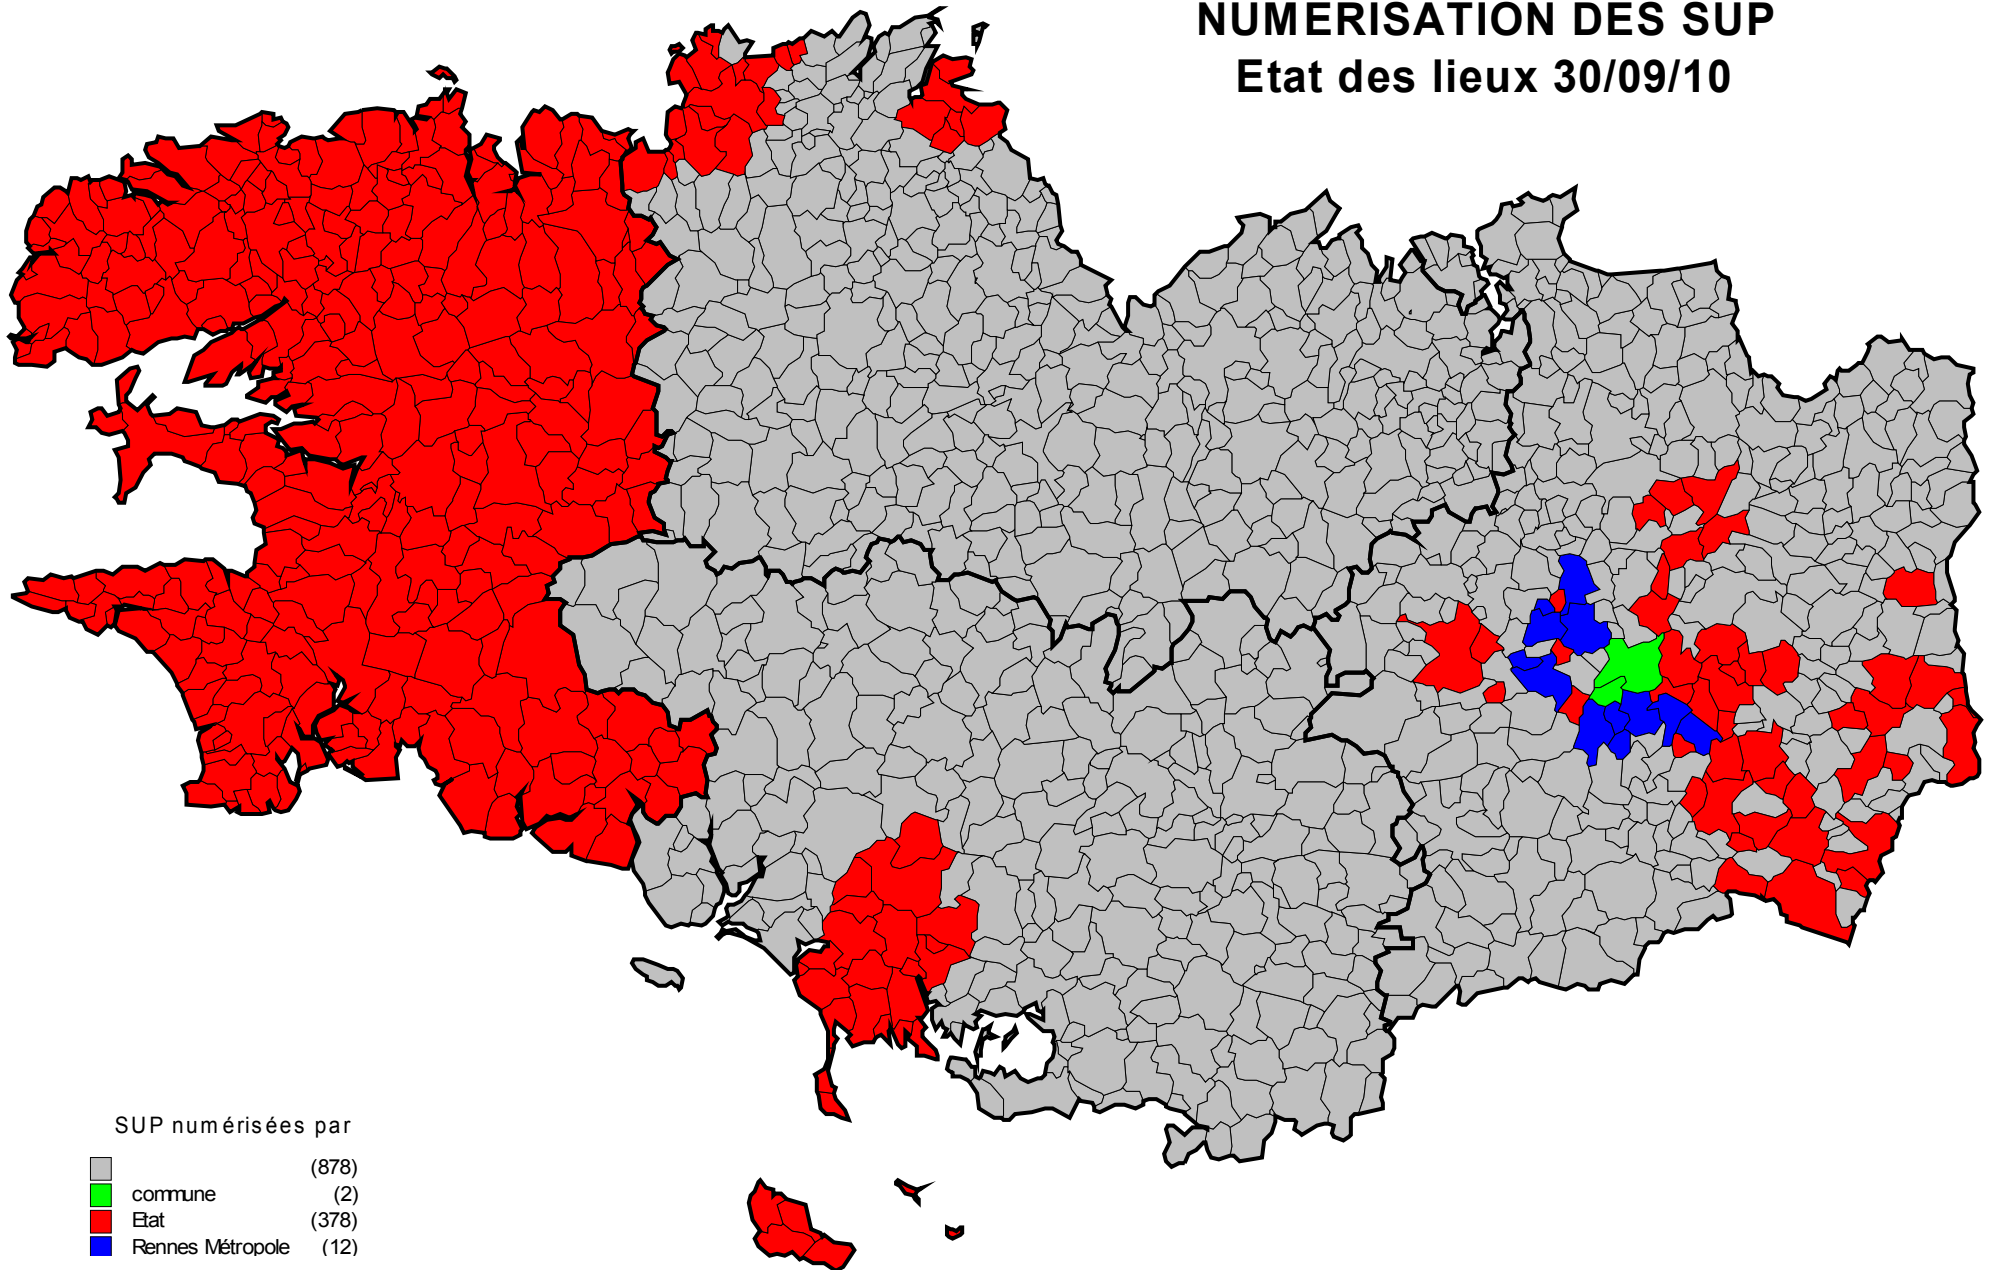 NUMERISATION DES SUP
Etat des lieux 30/09/10
SUP numérisées par
(878)
commune (2)
Etat (378)
Rennes Métropole (12)